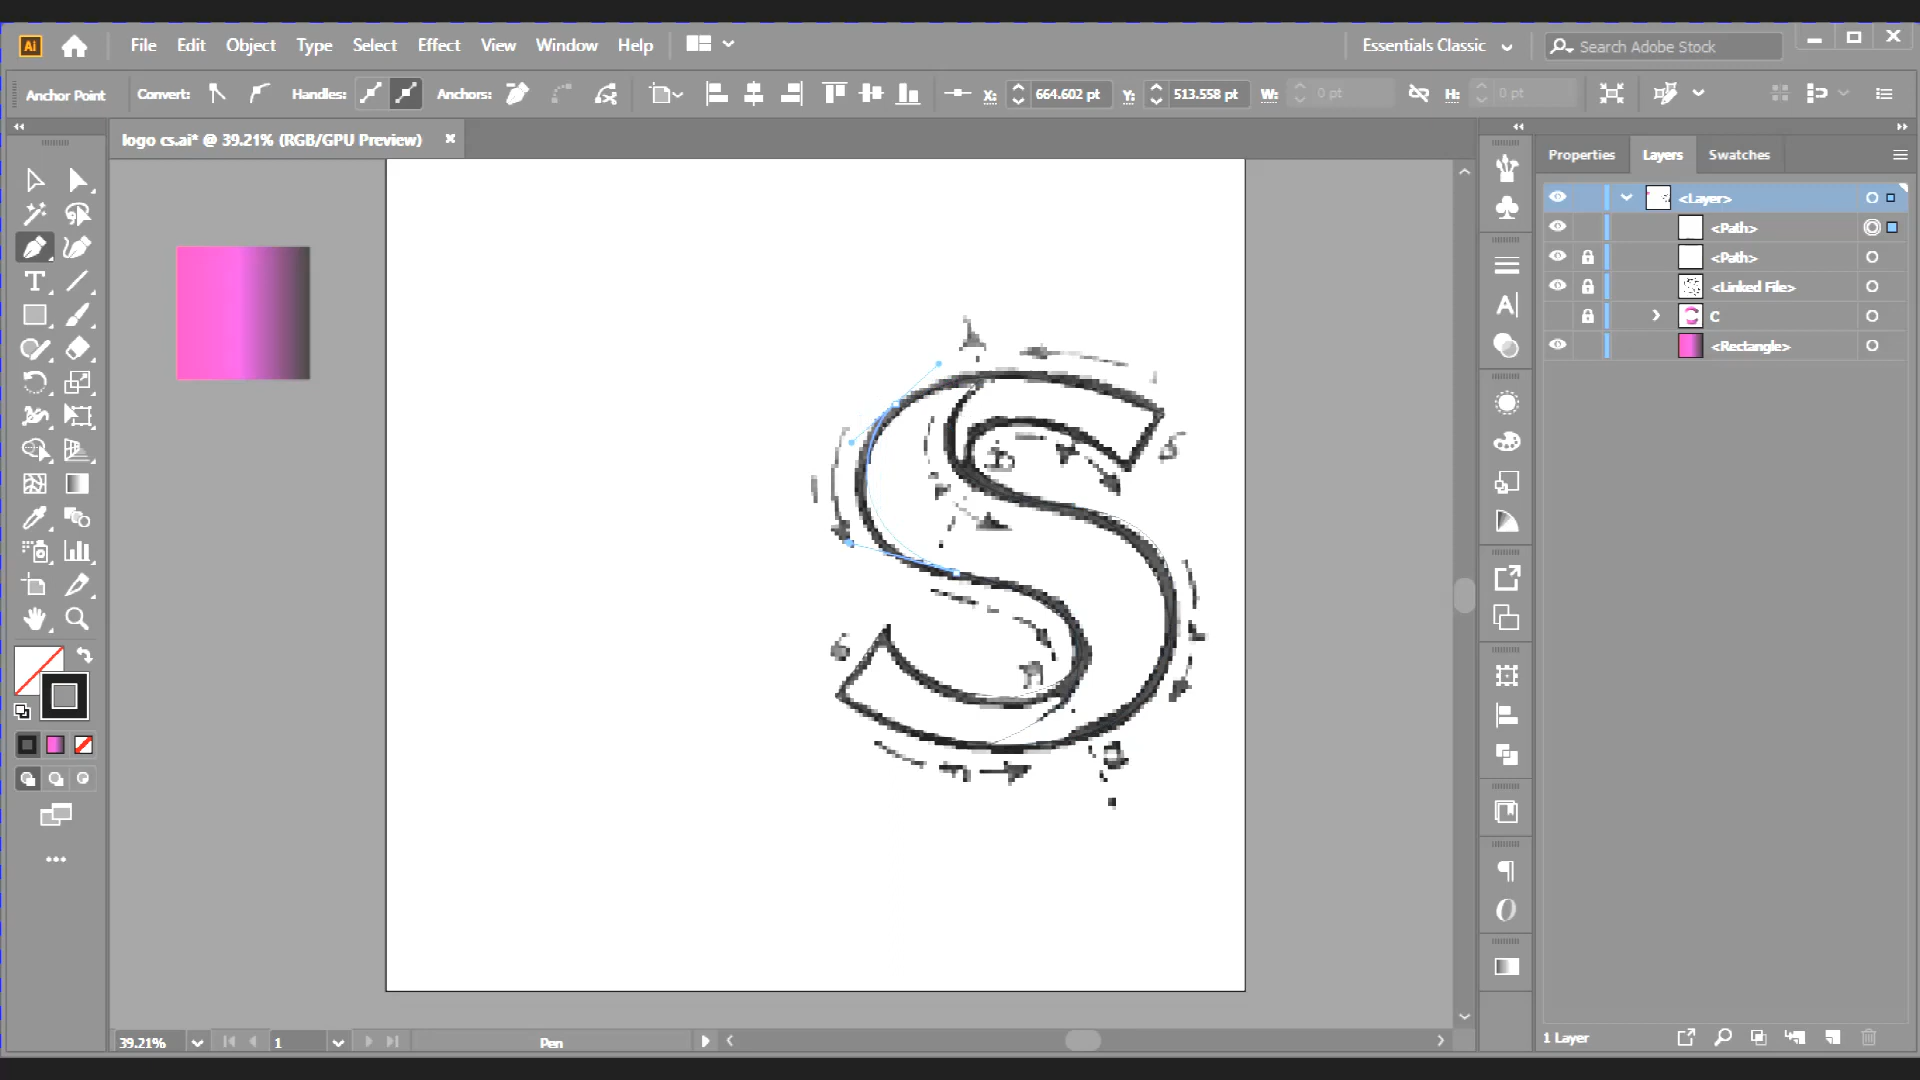 Ai File Edit Object Type Select Effect View Window Help Essentials Classic Search Adobe Stock
Anchor Point Convert: Handles: Anchors: X: 664.602 pt Y: 513.558 pt W: 0 pt H: 0 pt
logo cs.ai* @ 39.21% (RGB/GPU Preview)
Properties Layers Swatches
<Layer>
<Path>
<Path>
<Linked File>
C
<Rectangle>
S
39.21% 1 Pen
1 Layer